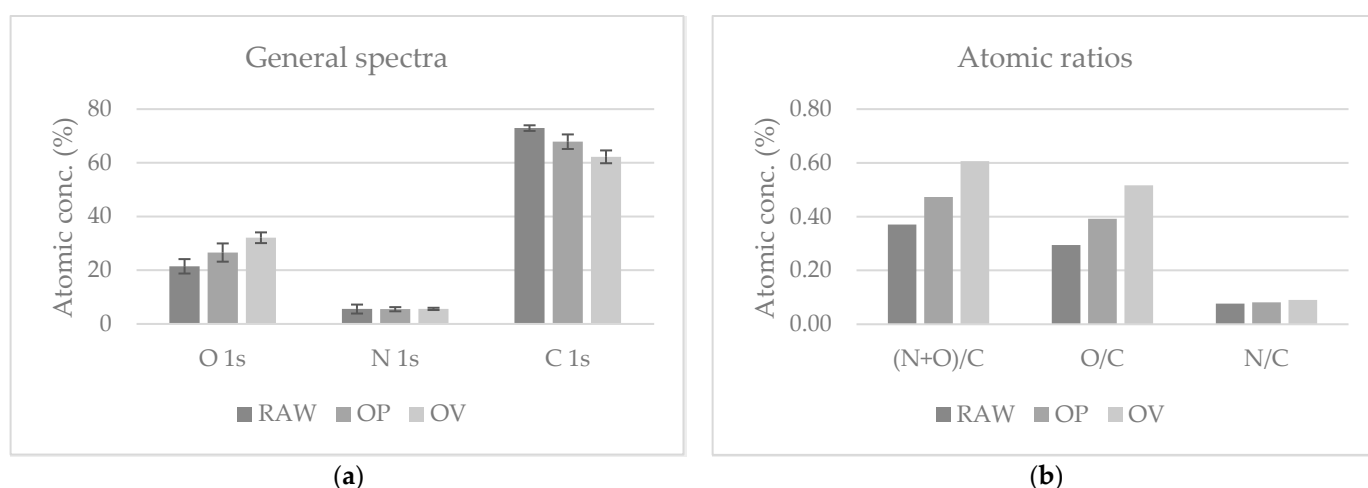 General spectra
Atomic conc. (%)
80
60
40
20
0
O 1s N 1s C 1s
RAW OP OV
(a)
Atomic ratios
Atomic conc. (%)
0.80
0.60
0.40
0.20
0.00
(N+O)/C O/C N/C
RAW OP OV
(b)